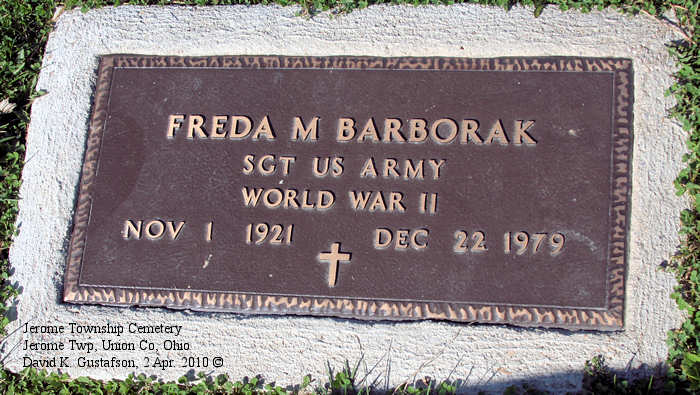 FREDA M BARBORAK
SGT US ARMY
WORLD WAR II
NOV 1 1921 DEC 22 1979
Jerome Township Cemetery
Jerome Twp, Union Co, Ohio
David K. Gustafson, 2 Apr. 2010 ©